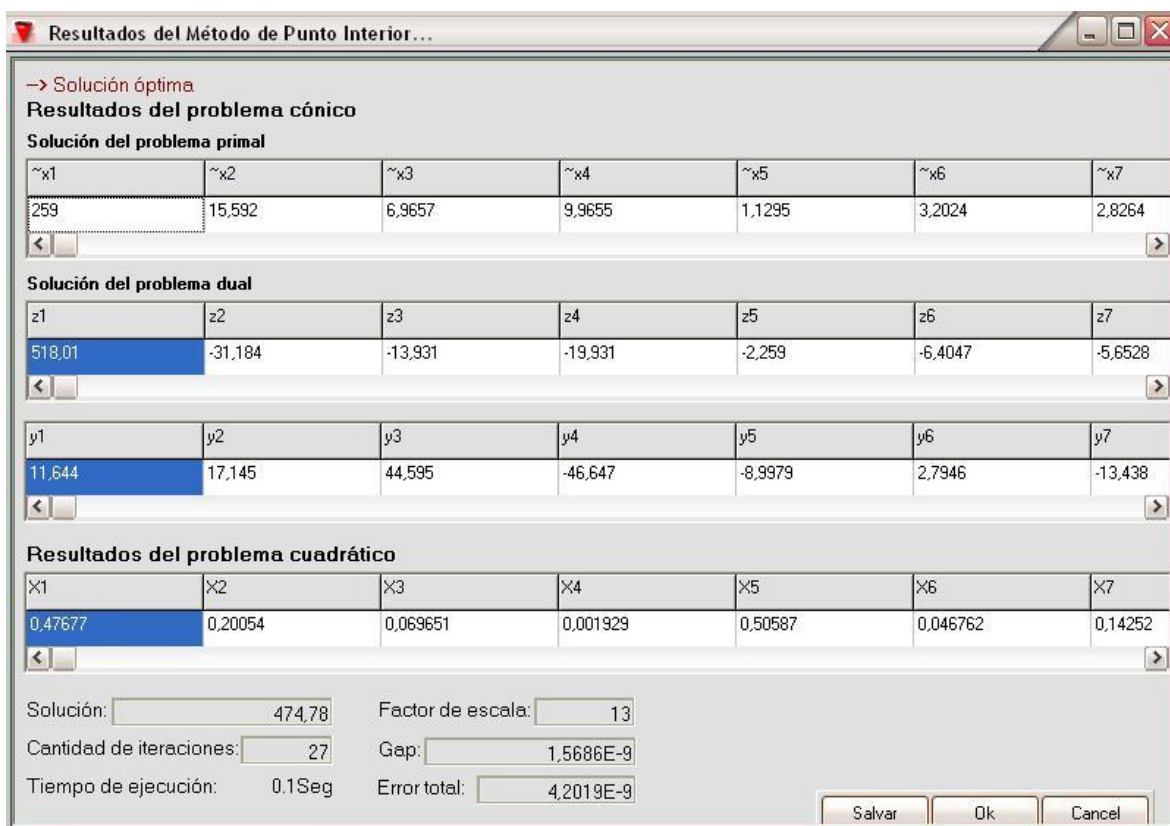 Resultados del Método de Punto Interior...
--> Solución óptima
Resultados del problema cónico
Solución del problema primal
~x1 ~x2 ~x3 ~x4 ~x5 ~x6 ~x7
259 15,592 6,9657 9,9655 1,1295 3,2024 2,8264
Solución del problema dual
z1 z2 z3 z4 z5 z6 z7
518,01 -31,184 -13,931 -19,931 -2,259 -6,4047 -5,6528
y1 y2 y3 y4 y5 y6 y7
11,644 17,145 44,595 -46,647 -8,9979 2,7946 -13,438
Resultados del problema cuadrático
X1 X2 X3 X4 X5 X6 X7
0,47677 0,20054 0,069651 0,001929 0,50587 0,046762 0,14252
Solución: 474,78 Factor de escala: 13
Cantidad de iteraciones: 27 Gap: 1,5686E-9
Tiempo de ejecución: 0.1Seg Error total: 4,2019E-9
Salvar Ok Cancel